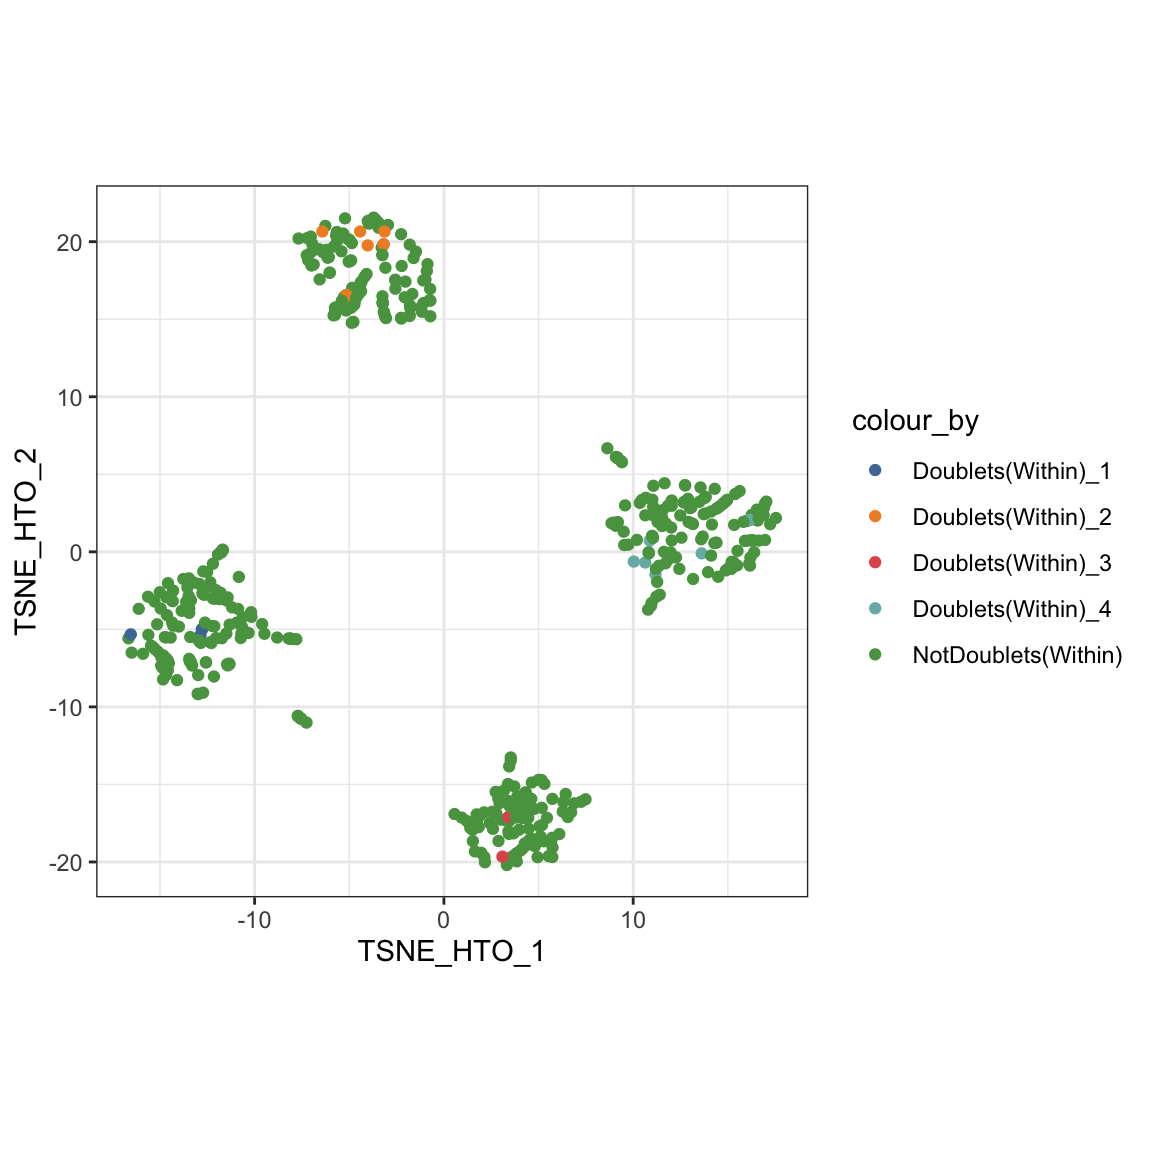 20
10
0
-10
-20
TSNE_HTO_2
-10
0
10
TSNE_HTO_1
colour_by
Doublets(Within)_1
Doublets(Within)_2
Doublets(Within)_3
Doublets(Within)_4
NotDoublets(Within)